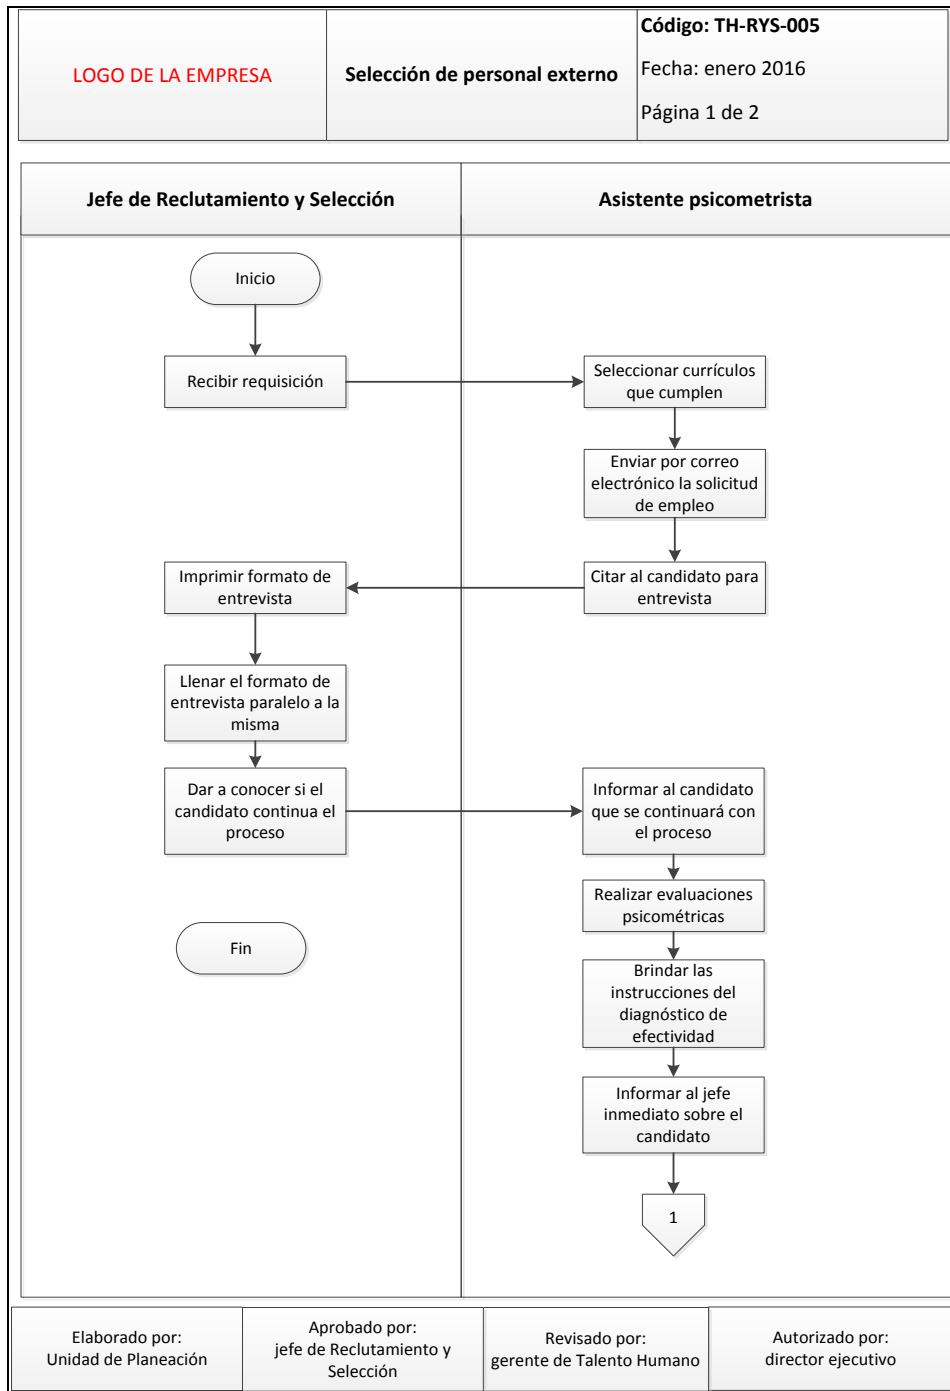 LOGO DE LA EMPRESA
Selección de personal externo
Código: TH-RYS-005
Fecha: enero 2016
Página 1 de 2
Jefe de Reclutamiento y Selección
Asistente psicometrista
Inicio
Recibir requisición
Seleccionar currículos
que cumplen
Enviar por correo
electrónico la solicitud
de empleo
Citar al candidato para
entrevista
Imprimir formato de
entrevista
Llenar el formato de
entrevista paralelo a la
misma
Dar a conocer si el
candidato continua el
proceso
Informar al candidato
que se continuará con
el proceso
Realizar evaluaciones
psicométricas
Fin
Brindar las
instrucciones del
diagnóstico de
efectividad
Informar al jefe
inmediato sobre el
candidato
1
Elaborado por:
Unidad de Planeación
Aprobado por:
jefe de Reclutamiento y
Selección
Revisado por:
gerente de Talento Humano
Autorizado por:
director ejecutivo